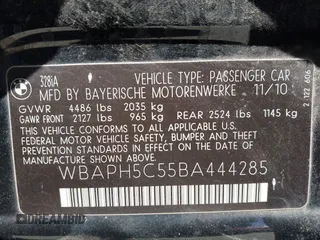 328iA VEHICLE TYPE: PASSENGER CAR
MFD BY BAYERISCHE MOTORENWERKE 11/10
GVWR 4486 lbs 2035 kg
GAWR FRONT 2127 lbs 965 kg REAR 2524 lbs 1145 kg
THIS VEHICLE CONFORMS TO ALL APPLICABLE U.S.
FEDERAL MOTOR VEHICLE SAFETY, BUMPER, AND
THEFT PREVENTION STANDARDS IN EFFECT ON THE
DATE OF MANUFACTURE SHOWN ABOVE.
WBAPH5C55BA444285
DREAMBID